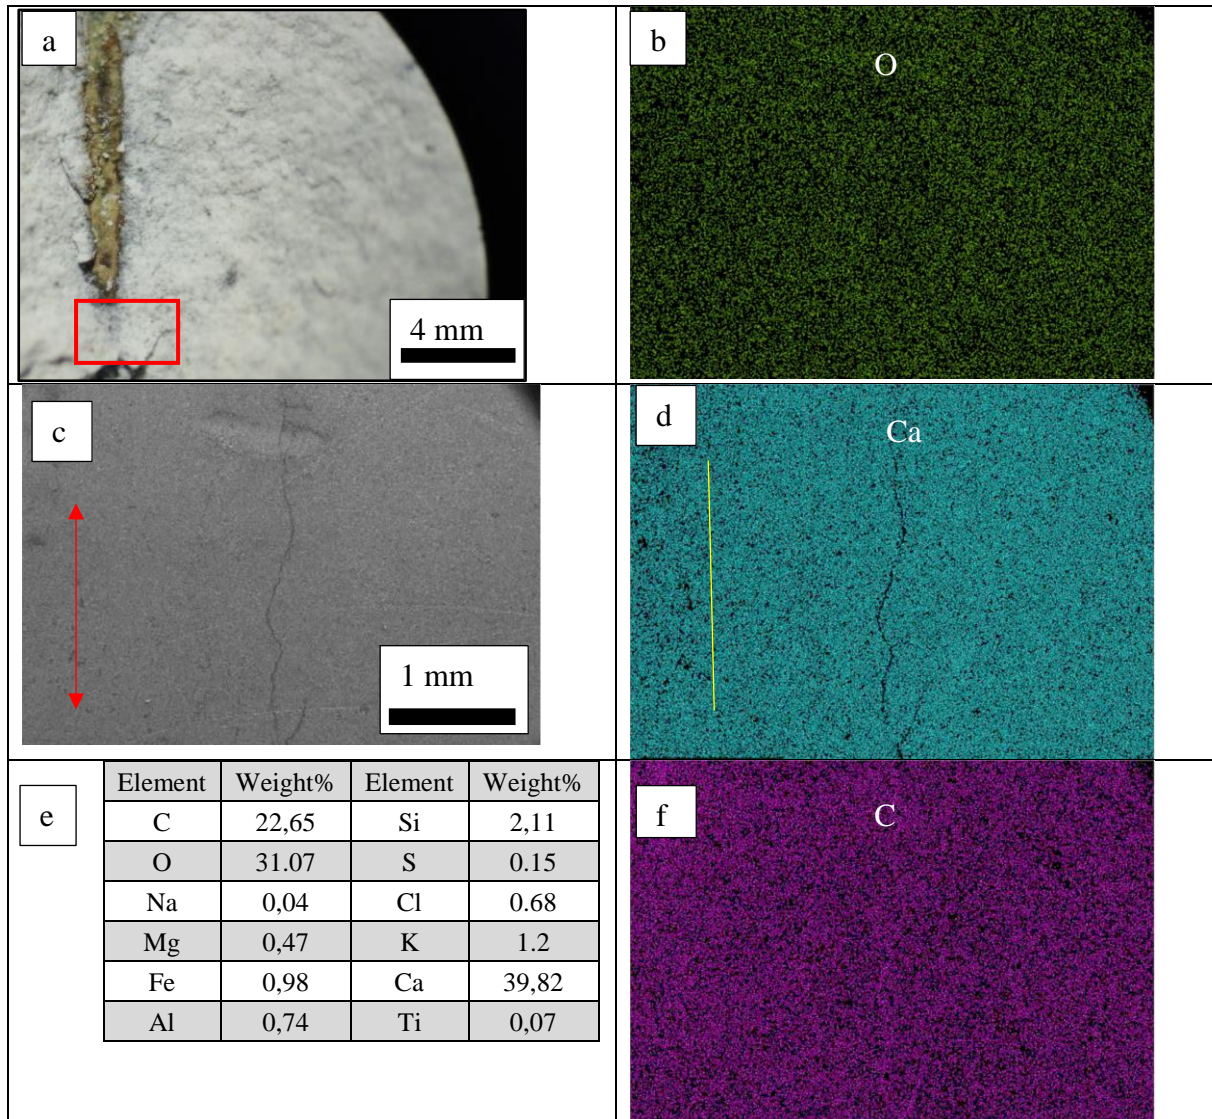 a
b
O
4 mm
c
1 mm
d
Ca
e
Element Weight% Element Weight%
C 22,65 Si 2,11
O 31.07 S 0.15
Na 0,04 Cl 0.68
Mg 0,47 K 1.2
Fe 0,98 Ca 39,82
Al 0,74 Ti 0,07
f
C